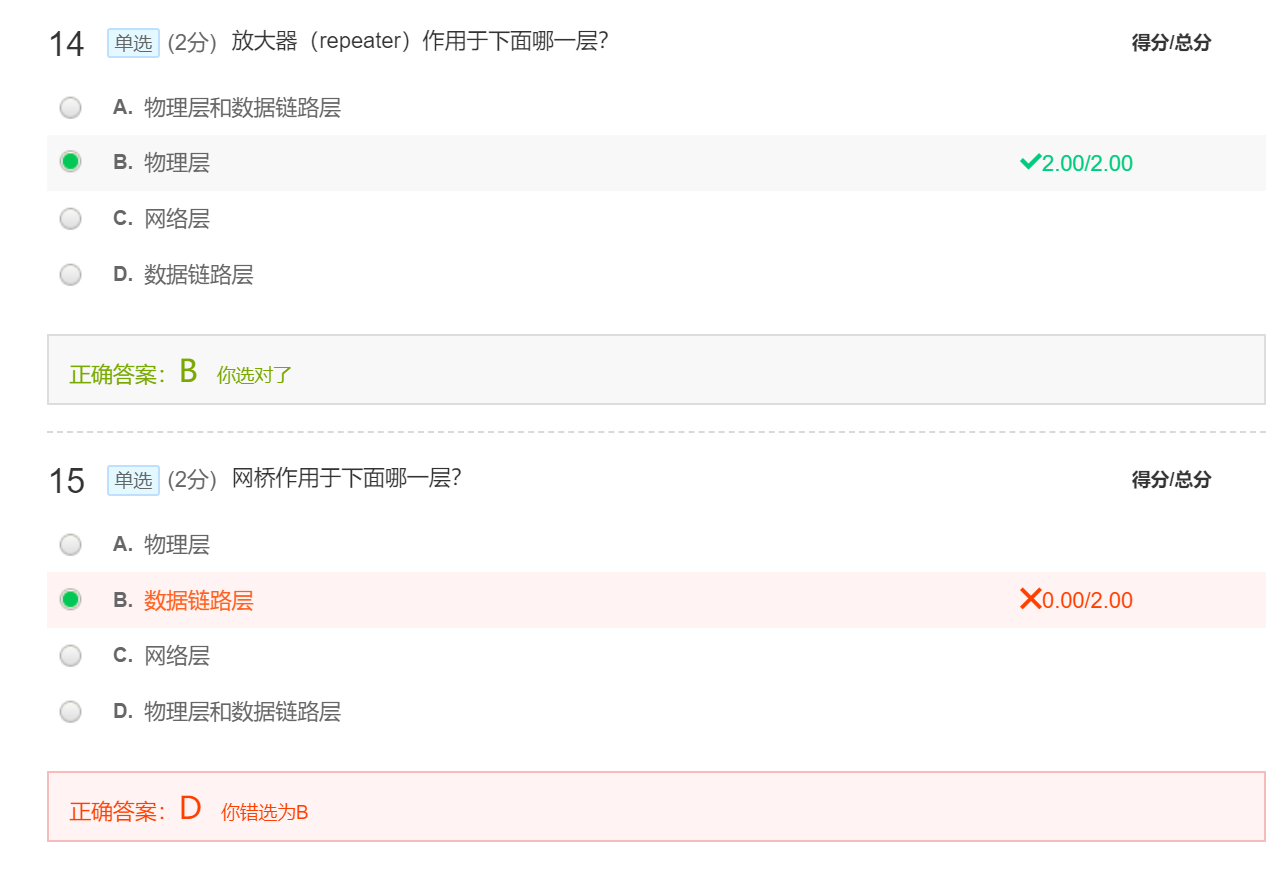 14 单选 (2分) 放大器（repeater）作用于下面哪一层？ 得分/总分
A. 物理层和数据链路层
B. 物理层 2.00/2.00
C. 网络层
D. 数据链路层
正确答案：B 你选对了
15 单选 (2分) 网桥作用于下面哪一层？ 得分/总分
A. 物理层
B. 数据链路层 0.00/2.00
C. 网络层
D. 物理层和数据链路层
正确答案：D 你错选为B